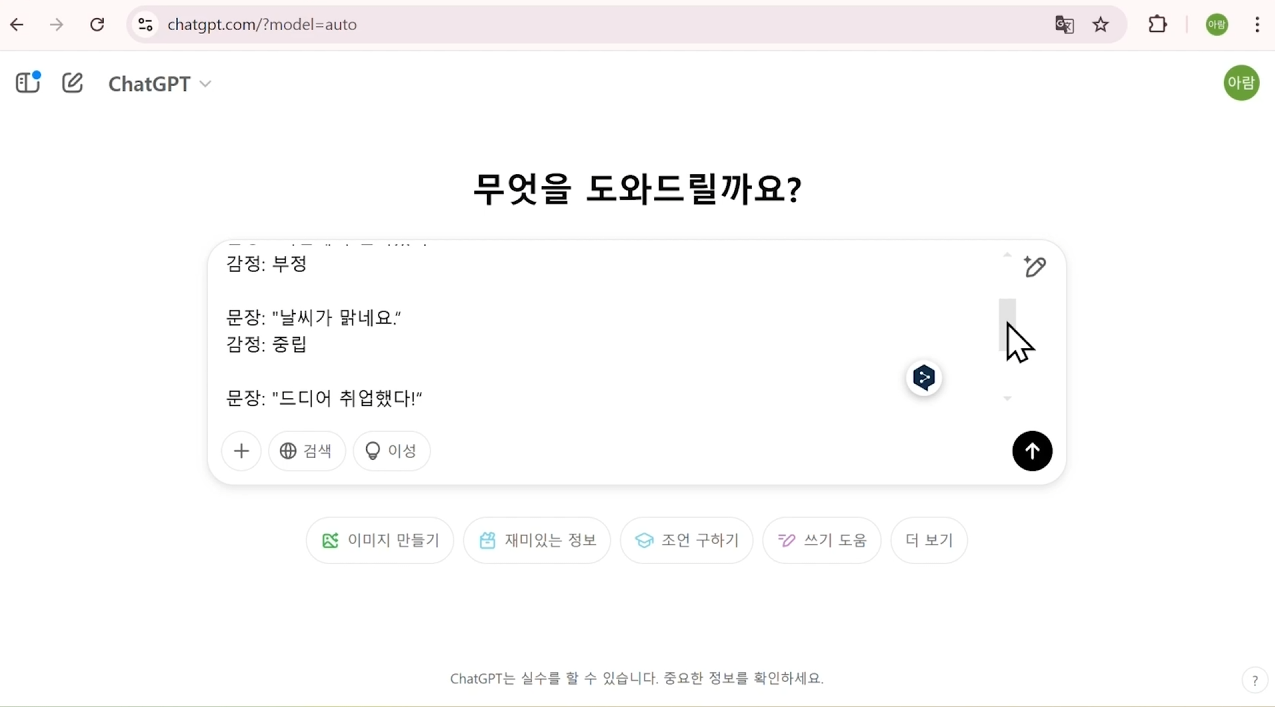 chatgpt.com/?model=auto
아람
ChatGPT
아람
무엇을 도와드릴까요?
감정: 부정
문장: "날씨가 맑네요.“
감정: 중립
문장: "드디어 취업했다!“
검색
이성
이미지 만들기
재미있는 정보
조언 구하기
쓰기 도움
더 보기
ChatGPT는 실수를 할 수 있습니다. 중요한 정보를 확인하세요.
?